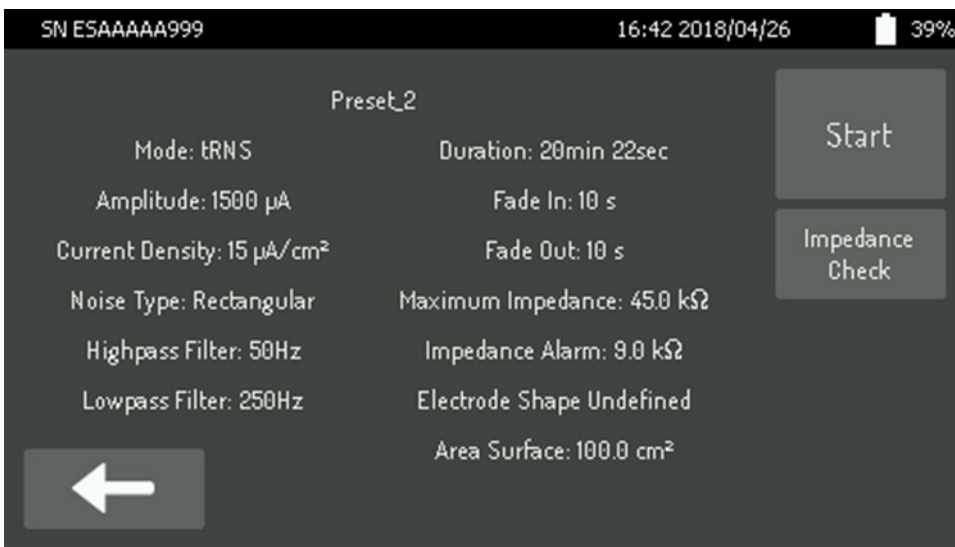 SN ESAAAAA999
16:42 2018/04/26
39%
Preset_2
Mode: tRNS
Amplitude: 1500 µA
Current Density: 15 µA/cm²
Noise Type: Rectangular
Highpass Filter: 50Hz
Lowpass Filter: 250Hz
Duration: 20min 22sec
Fade In: 10 s
Fade Out: 10 s
Maximum Impedance: 45.0 kΩ
Impedance Alarm: 9.0 kΩ
Electrode Shape Undefined
Area Surface: 100.0 cm²
Start
Impedance
Check